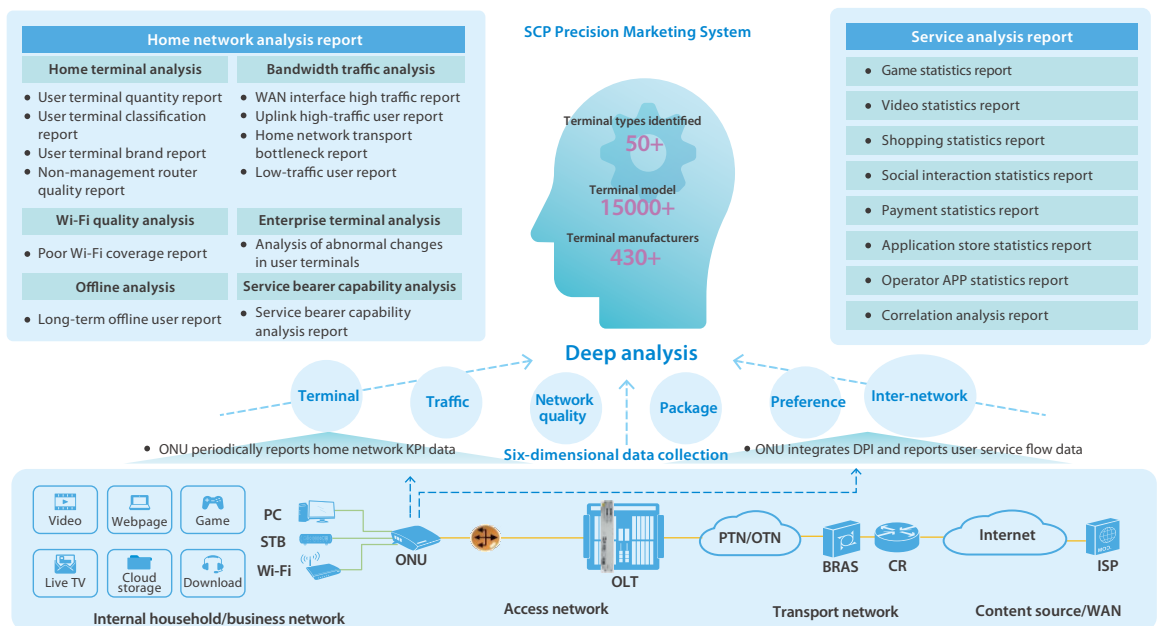 SCP Precision Marketing System
Home network analysis report
Home terminal analysis
• User terminal quantity report
• User terminal classification
report
• User terminal brand report
• Non-management router
quality report
Bandwidth traffic analysis
• WAN interface high traffic report
• Uplink high-traffic user report
• Home network transport
bottleneck report
• Low-traffic user report
Wi-Fi quality analysis
• Poor Wi-Fi coverage report
Enterprise terminal analysis
• Analysis of abnormal changes
in user terminals
Offline analysis
• Long-term offline user report
Service bearer capability analysis
• Service bearer capability
analysis report
Terminal types identified
50+
Terminal model
15000+
Terminal manufacturers
430+
Service analysis report
• Game statistics report
• Video statistics report
• Shopping statistics report
• Social interaction statistics report
• Payment statistics report
• Application store statistics report
• Operator APP statistics report
• Correlation analysis report
Deep analysis
Terminal
Traffic
Network
quality
Package
Preference
Inter-network
• ONU periodically reports home network KPI data
Six-dimensional data collection
• ONU integrates DPI and reports user service flow data
Video
Webpage
Game
Live TV
Cloud
storage
Download
PC
STB
Wi-Fi
ONU
OLT
PTN/OTN
BRAS
CR
Internet
ISP
Internal household/business network
Access network
Transport network
Content source/WAN